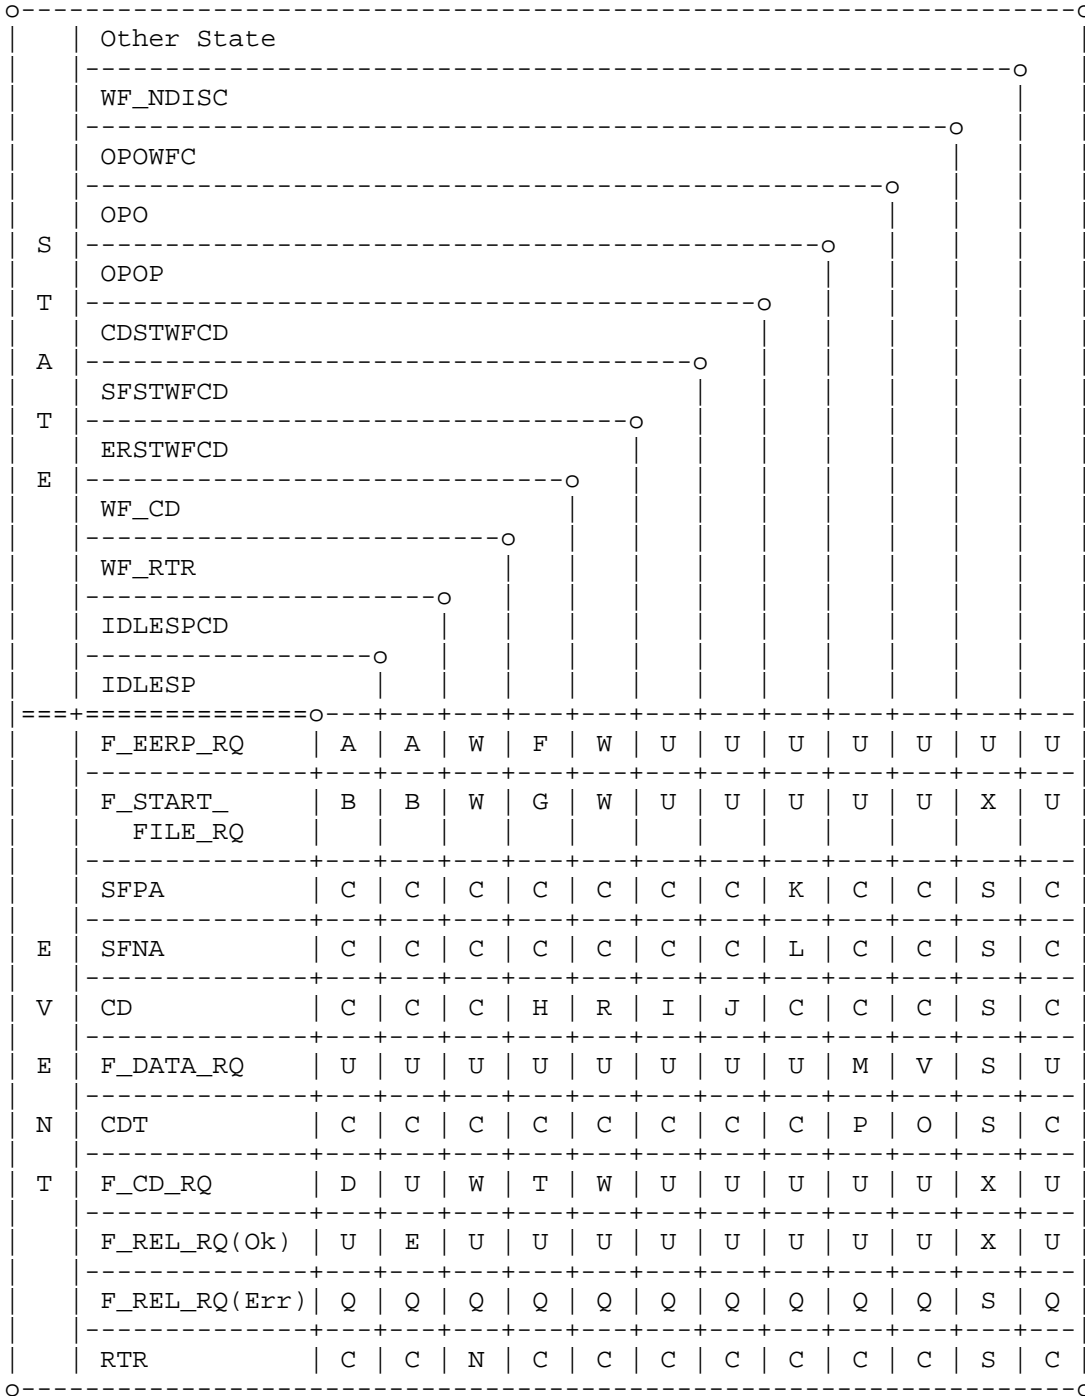 o------------------------------------------------------------------o
|   | Other State
|   |----------------------------------------------------------o
|   | WF_NDISC
|   |------------------------------------------------------o
|   | OPOWFC
|   |--------------------------------------------------o
|   | OPO
| S |----------------------------------------------o
|   | OPOP
| T |------------------------------------------o
|   | CDSTWFCD
| A |--------------------------------------o
|   | SFSTWFCD
| T |----------------------------------o
|   | ERSTWFCD
| E |------------------------------o
|   | WF_CD
|   |--------------------------o
|   | WF_RTR
|   |----------------------o
|   | IDLESPCD
|   |------------------o
|   | IDLESP
|===+==============o---+---+---+---+---+---+---+---+---+---+---+---
|   | F_EERP_RQ    | A | A | W | F | W | U | U | U | U | U | U | U
|   |--------------+---+---+---+---+---+---+---+---+---+---+---+---
|   | F_START_     | B | B | W | G | W | U | U | U | U | U | X | U
|   |   FILE_RQ    |   |   |   |   |   |   |   |   |   |   |   |
|   |--------------+---+---+---+---+---+---+---+---+---+---+---+---
|   | SFPA         | C | C | C | C | C | C | C | K | C | C | S | C
|   |--------------+---+---+---+---+---+---+---+---+---+---+---+---
| E | SFNA         | C | C | C | C | C | C | C | L | C | C | S | C
|   |--------------+---+---+---+---+---+---+---+---+---+---+---+---
| V | CD           | C | C | C | H | R | I | J | C | C | C | S | C
|   |--------------+---+---+---+---+---+---+---+---+---+---+---+---
| E | F_DATA_RQ    | U | U | U | U | U | U | U | U | M | V | S | U
|   |--------------+---+---+---+---+---+---+---+---+---+---+---+---
| N | CDT          | C | C | C | C | C | C | C | C | P | O | S | C
|   |--------------+---+---+---+---+---+---+---+---+---+---+---+---
| T | F_CD_RQ      | D | U | W | T | W | U | U | U | U | U | X | U
|   |--------------+---+---+---+---+---+---+---+---+---+---+---+---
|   | F_REL_RQ(Ok) | U | E | U | U | U | U | U | U | U | U | X | U
|   |--------------+---+---+---+---+---+---+---+---+---+---+---+---
|   | F_REL_RQ(Err)| Q | Q | Q | Q | Q | Q | Q | Q | Q | Q | S | Q
|   |--------------+---+---+---+---+---+---+---+---+---+---+---+---
|   | RTR          | C | C | N | C | C | C | C | C | C | C | S | C
o------------------------------------------------------------------o